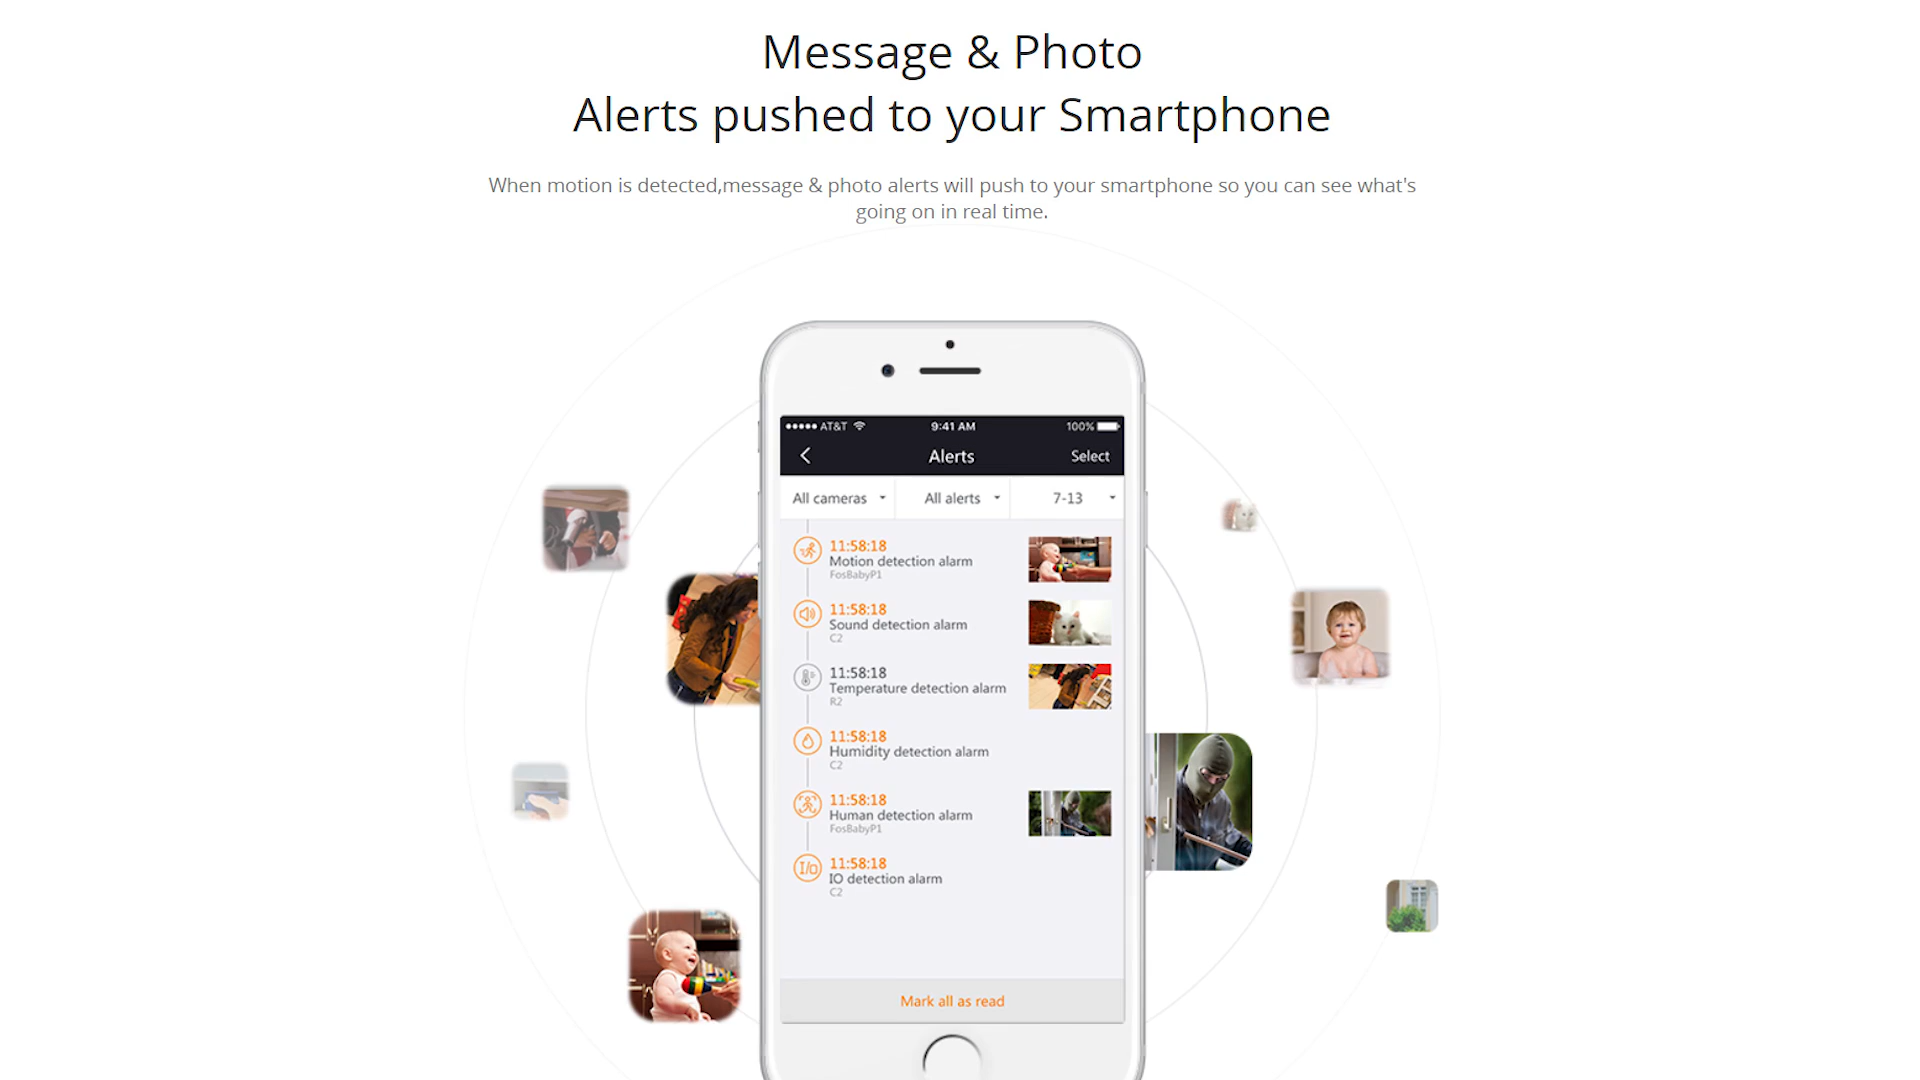 Message & Photo
Alerts pushed to your Smartphone
When motion is detected,message & photo alerts will push to your smartphone so you can see what's
going on in real time.
AT&T 9:41 AM 100%
Alerts Select
All cameras All alerts 7-13
11:58:18
Motion detection alarm
FosBabyP1
11:58:18
Sound detection alarm
C2
11:58:18
Temperature detection alarm
R2
11:58:18
Humidity detection alarm
C2
11:58:18
Human detection alarm
FosBabyP1
I/O 11:58:18
IO detection alarm
C2
Mark all as read